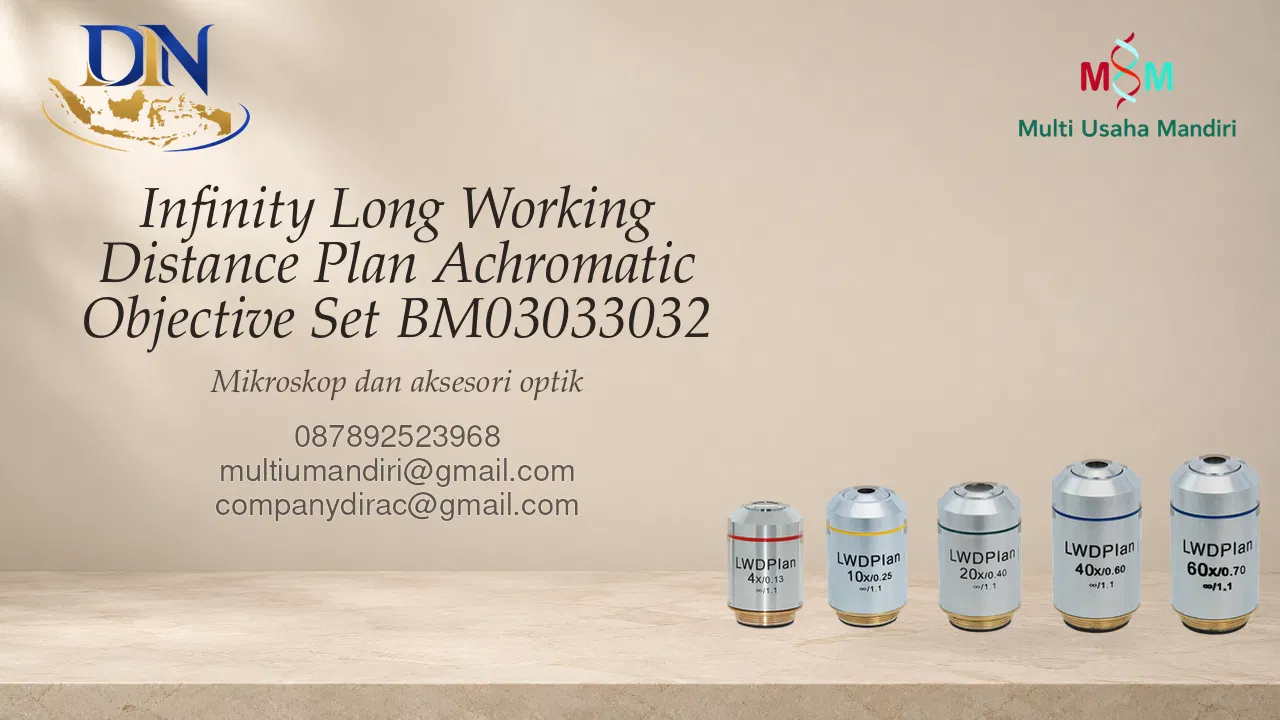 DIN
M M
Multi Usaha Mandiri
Infinity Long Working
Distance Plan Achromatic
Objective Set BM03033032
Mikroskop dan aksesori optik
087892523968
multiumandiri@gmail.com
companydirac@gmail.com
LWDPlan
4x/0.13
∞/1.1
LWDPlan
10x/0.25
∞/1.1
LWDPlan
20x/0.40
∞/1.1
LWDPlan
40x/0.60
∞/1.1
LWDPlan
60x/0.70
∞/1.1